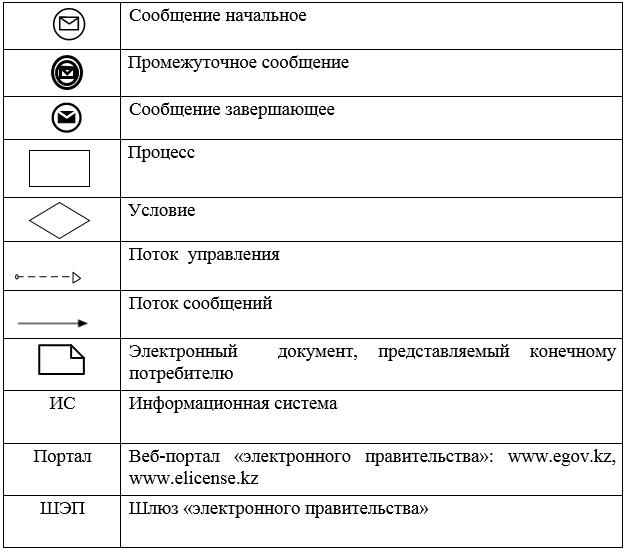 Сообщение начальное
Промежуточное сообщение
Сообщение завершающее
Процесс
Условие
Поток управления
Поток сообщений
Электронный документ, представляемый конечному
потребителю
ИС Информационная система
Портал Веб-портал «электронного правительства»: www.egov.kz,
www.elicense.kz
ШЭП Шлюз «электронного правительства»